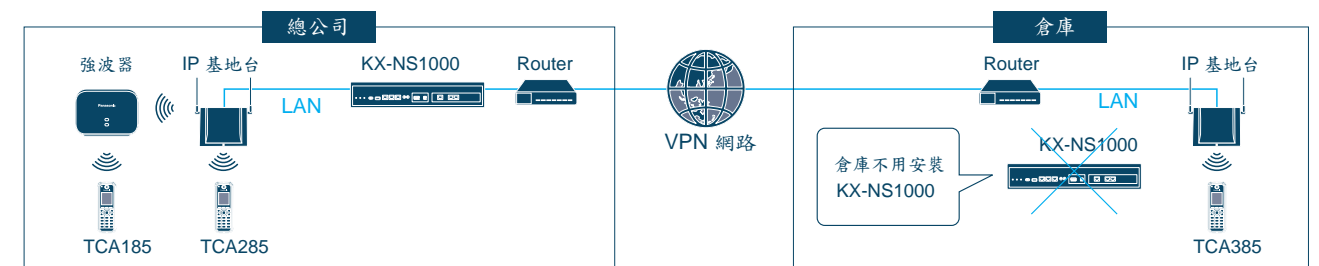 總公司
強波器
IP 基地台
KX-NS1000
Router
LAN
Panasonic
TCA185
TCA285
VPN 網路
倉庫
Router
IP 基地台
LAN
KX-NS1000
倉庫不用安裝
KX-NS1000
TCA385